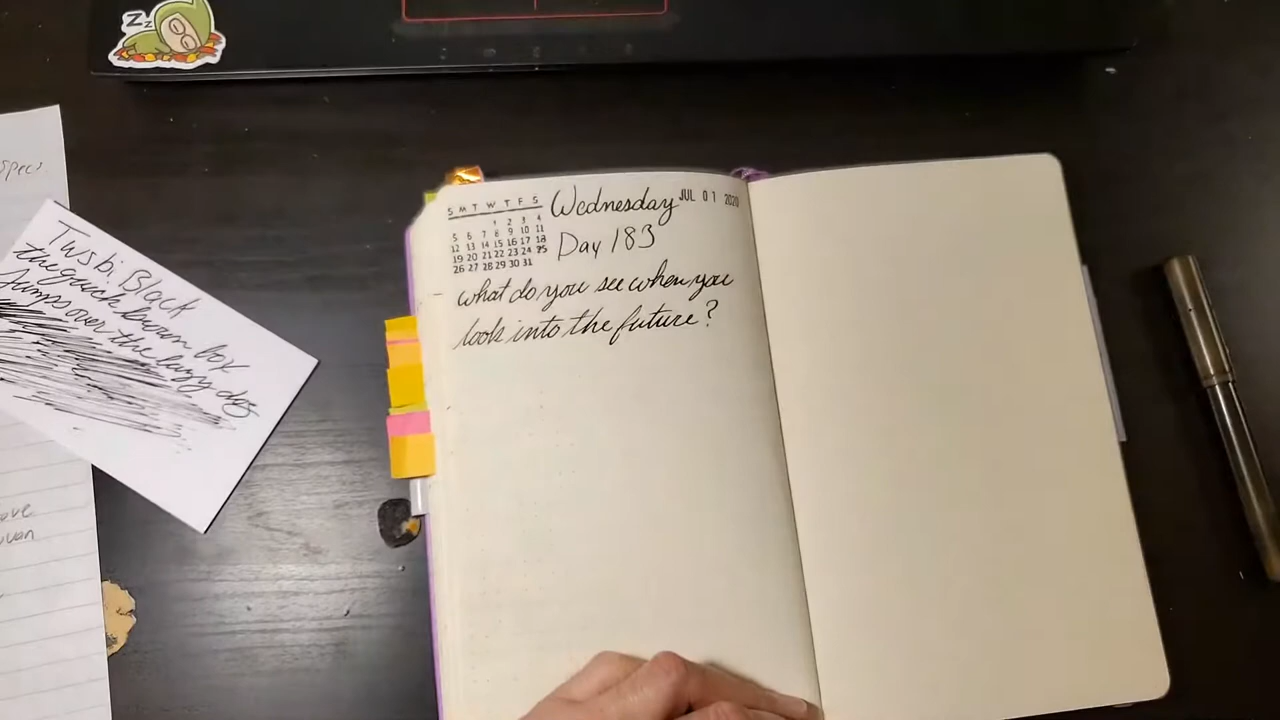 Zzz
Specs
Twsbi Black
the quick brown fox
Jumps over the lazy dog
S M T W T F S
1 2 3 4
5 6 7 8 9 10 11
12 13 14 15 16 17 18
19 20 21 22 23 24 25
26 27 28 29 30 31
Wednesday
JUL 01 2020
Day 183
what do you see when you
look into the future?